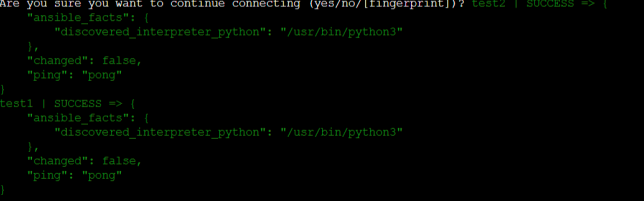 Are you sure you want to continue connecting (yes/no/[fingerprint])? test2 | SUCCESS => {
    "ansible_facts": {
        "discovered_interpreter_python": "/usr/bin/python3"
    },
    "changed": false,
    "ping": "pong"
}
test1 | SUCCESS => {
    "ansible_facts": {
        "discovered_interpreter_python": "/usr/bin/python3"
    },
    "changed": false,
    "ping": "pong"
}